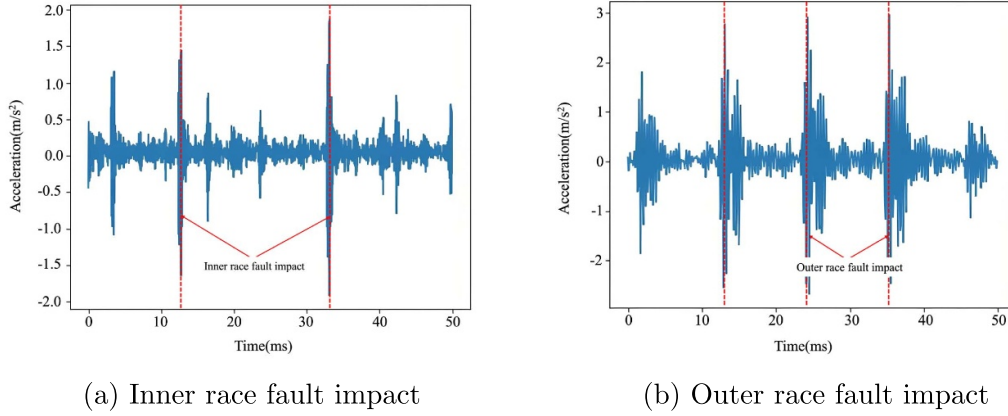 2.0
1.5
1.0
0.5
0.0
-0.5
-1.0
-1.5
-2.0
Acceleration(m/s²)
Inner race fault impact
0 10 20 30 40 50
Time(ms)
(a) Inner race fault impact
3
2
1
0
-1
-2
Acceleration(m/s²)
Outer race fault impact
0 10 20 30 40 50
Time(ms)
(b) Outer race fault impact